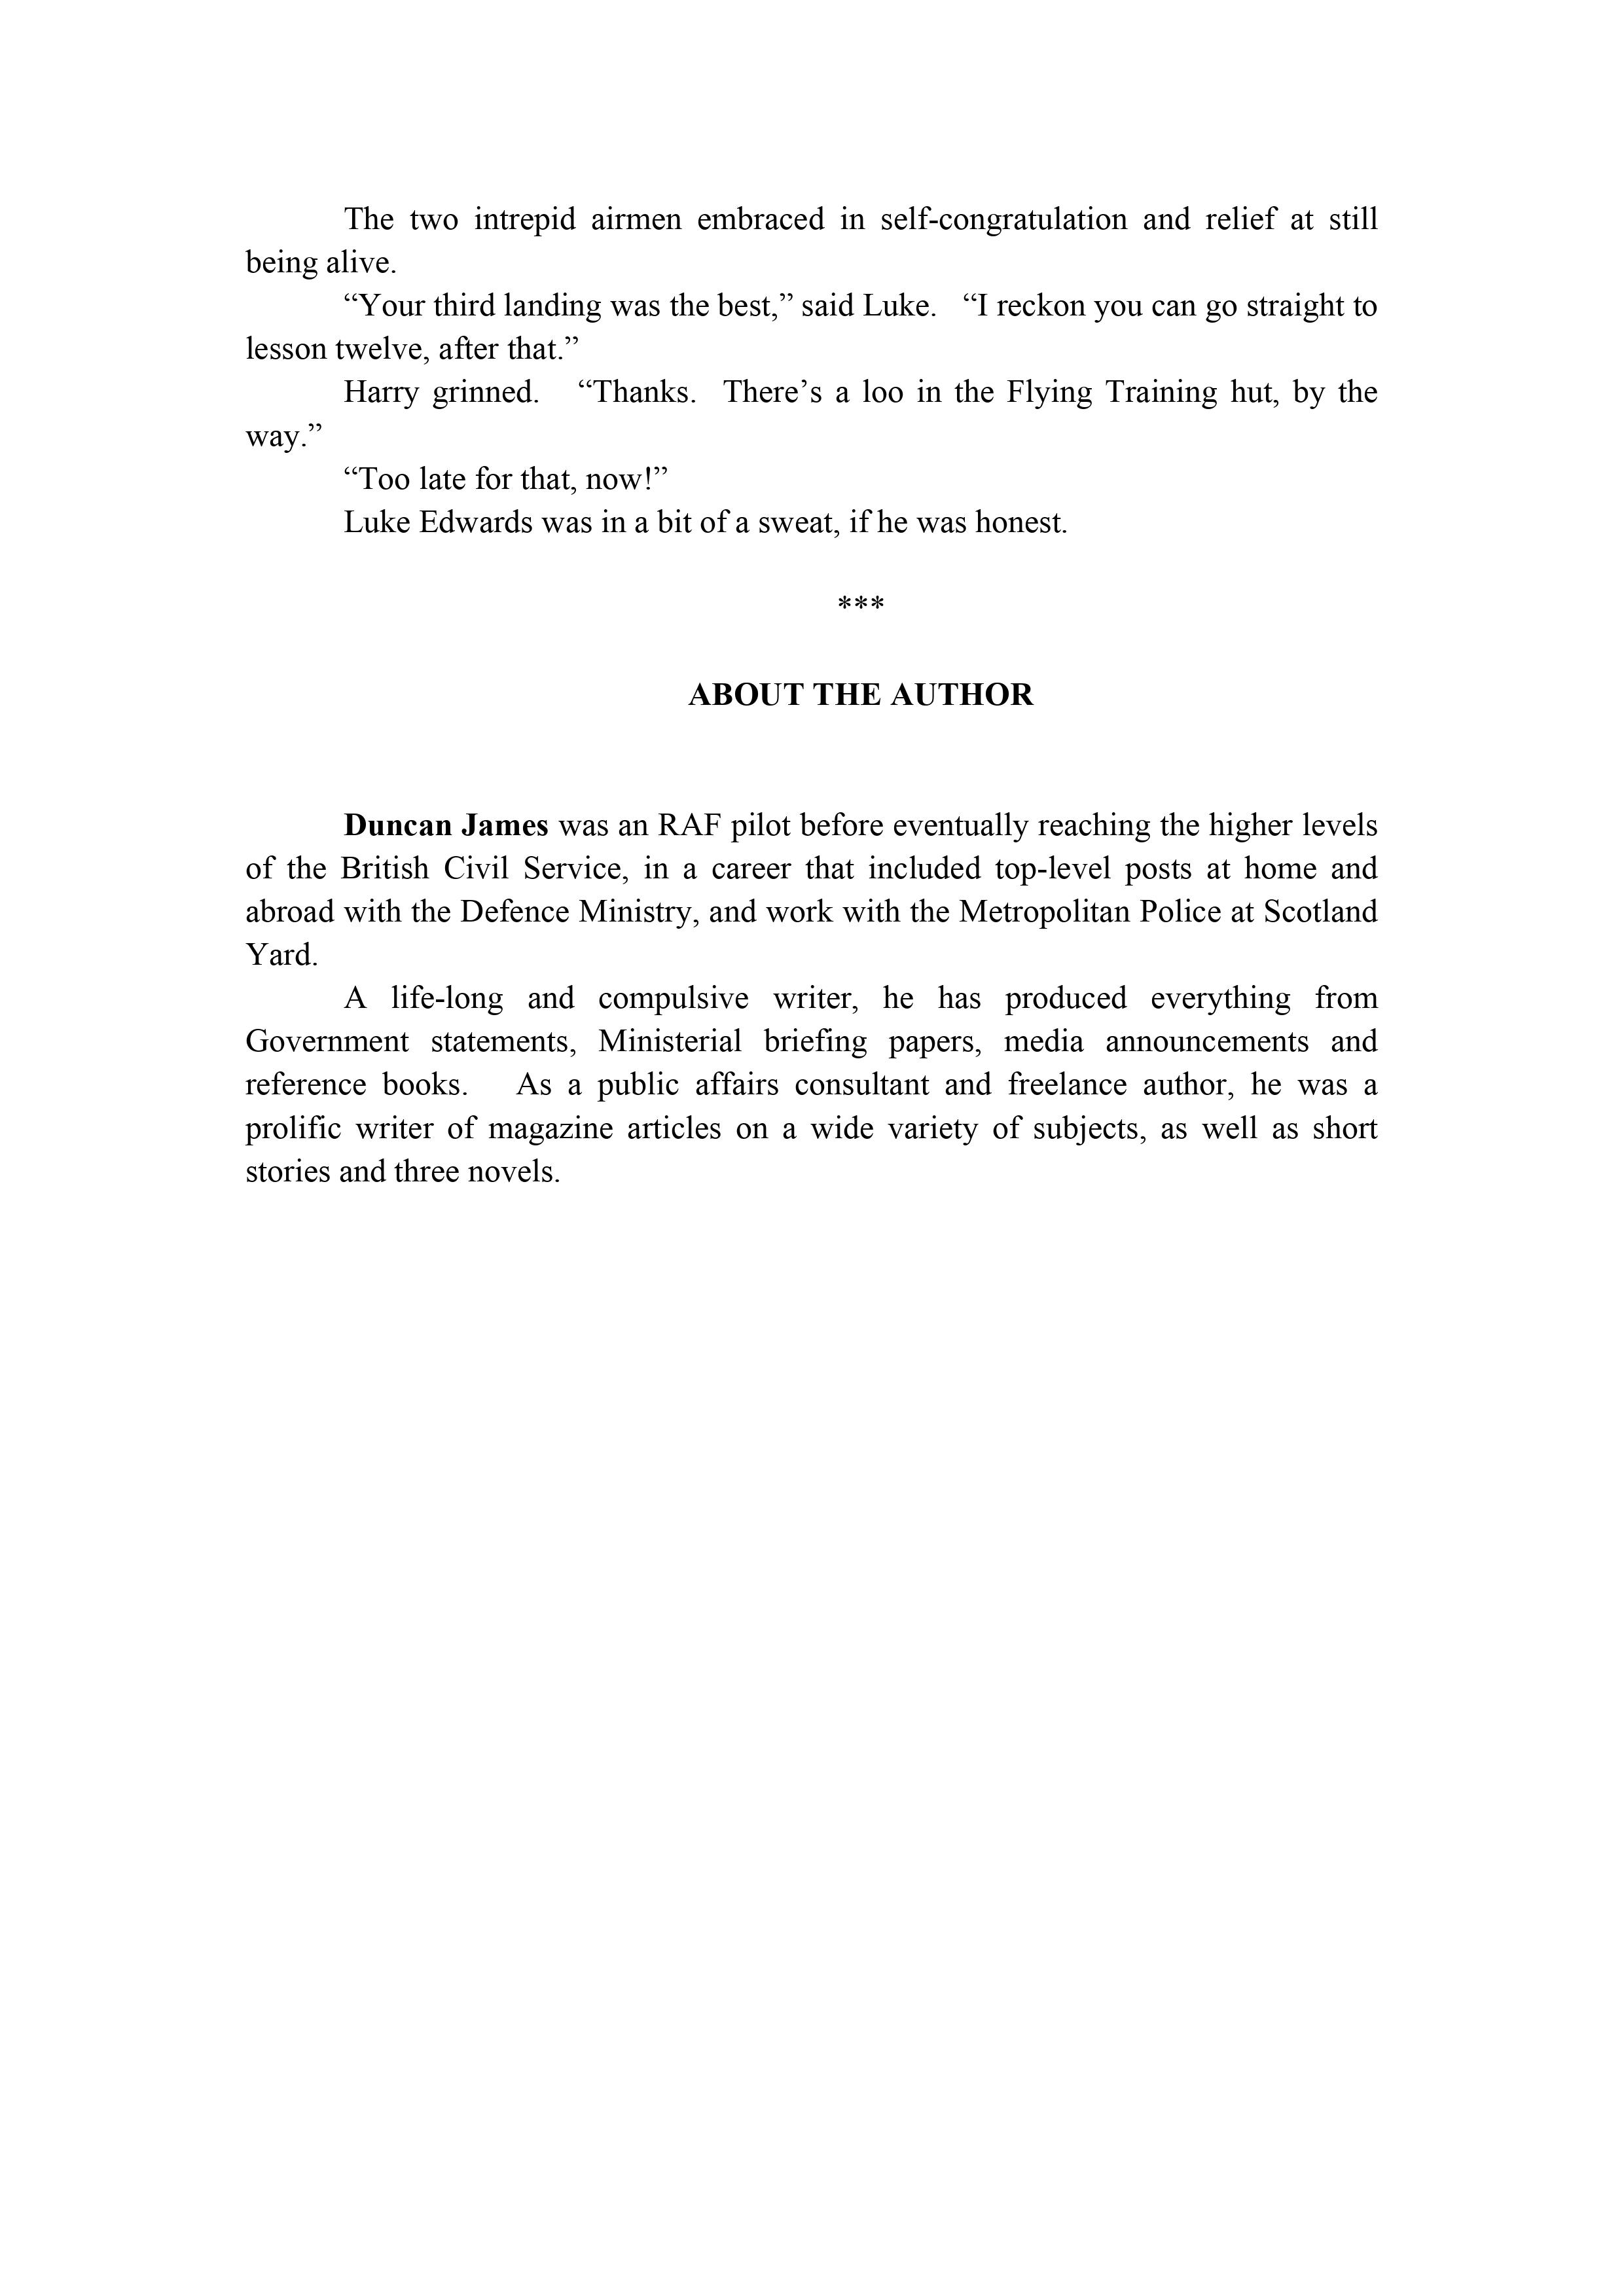 The two intrepid airmen embraced in self-congratulation and relief at still
being alive.
“Your third landing was the best,” said Luke.   “I reckon you can go straight to
lesson twelve, after that.”
Harry grinned.   “Thanks.  There’s a loo in the Flying Training hut, by the
way.”
“Too late for that, now!”
Luke Edwards was in a bit of a sweat, if he was honest.
***
ABOUT THE AUTHOR
Duncan James was an RAF pilot before eventually reaching the higher levels
of the British Civil Service, in a career that included top-level posts at home and
abroad with the Defence Ministry, and work with the Metropolitan Police at Scotland
Yard.
A life-long and compulsive writer, he has produced everything from
Government statements, Ministerial briefing papers, media announcements and
reference books.   As a public affairs consultant and freelance author, he was a
prolific writer of magazine articles on a wide variety of subjects, as well as short
stories and three novels.